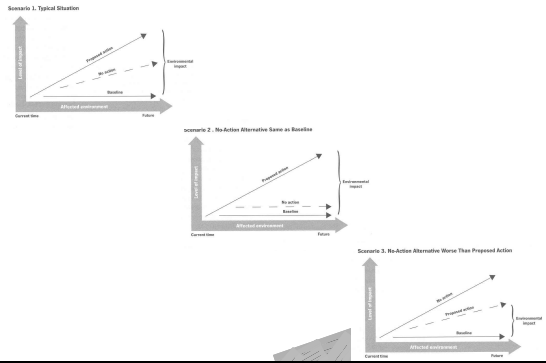 Scenario 1. Typical Situation
Level of impact
Proposed action
No action
Baseline
Environmental
impact
Affected environment
Current time
Future
scenario 2 . No-Action Alternative Same as Baseline
Level of impact
Proposed action
No action
Baseline
Environmental
impact
Affected environment
Current time
Future
Scenario 3. No-Action Alternative Worse Than Proposed Action
Level of impact
No action
Proposed action
Baseline
Environmental
impact
Affected environment
Current time
Future